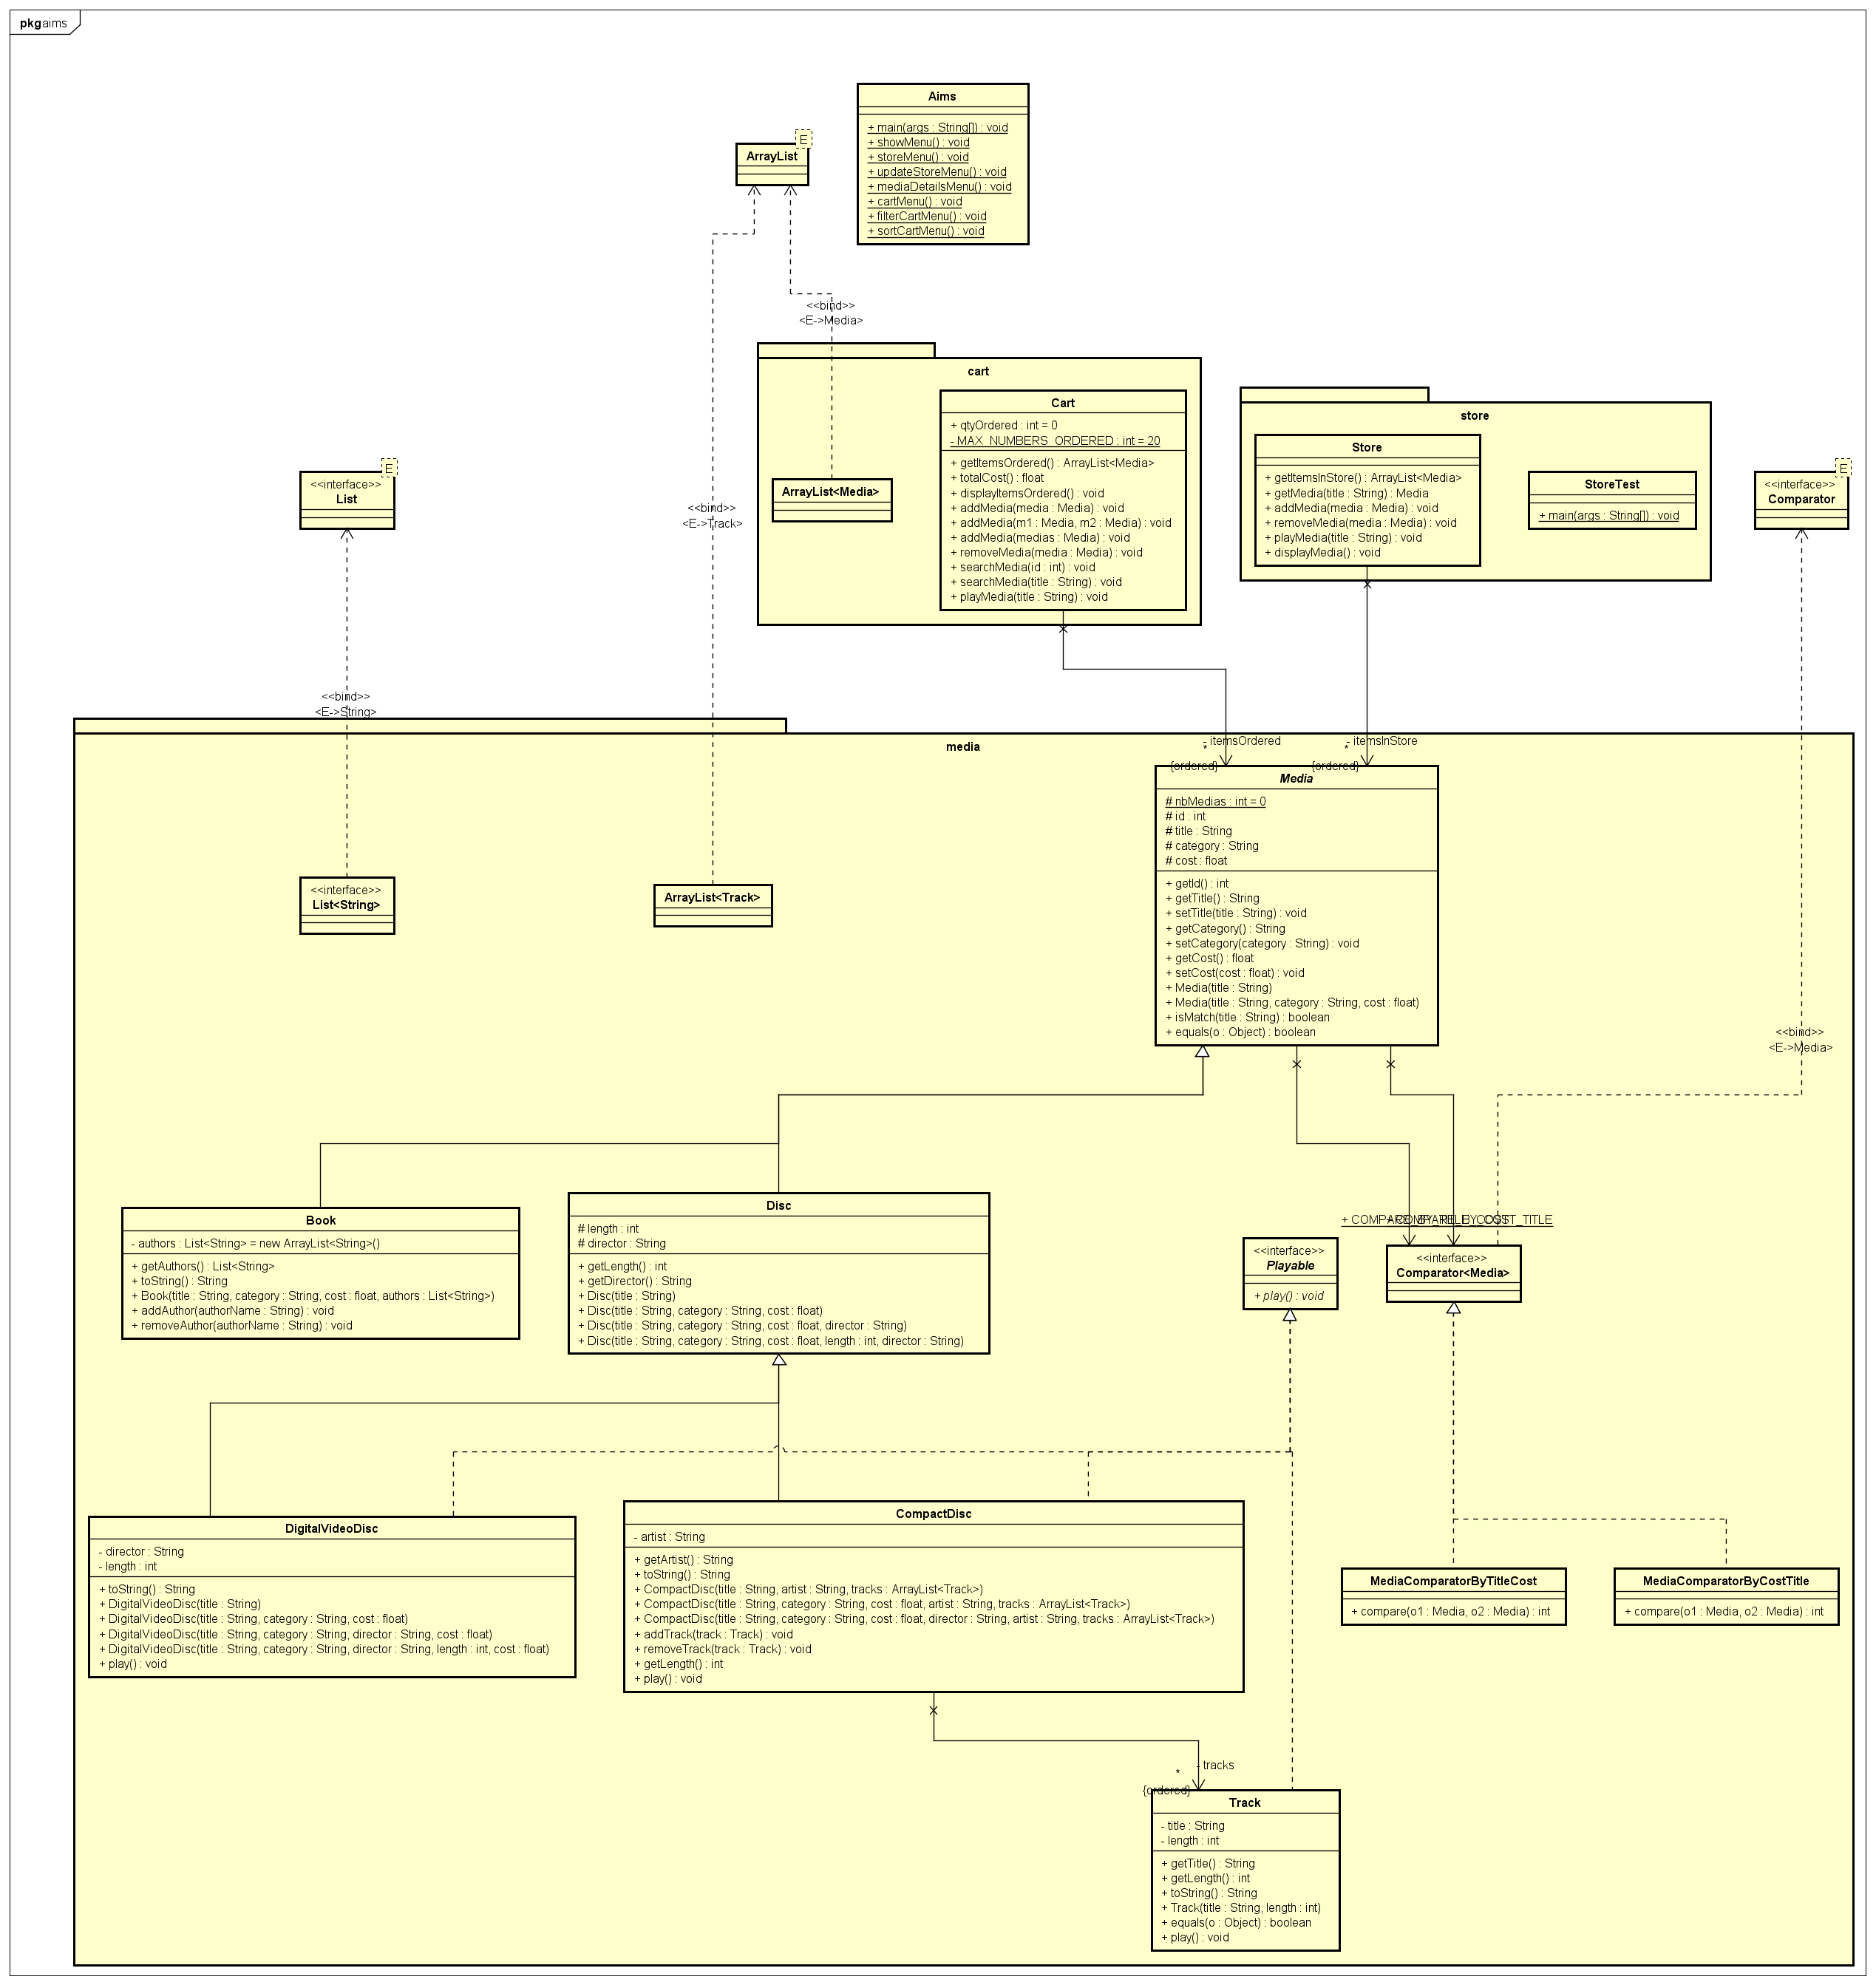 pkg aims
Aims
+ main(args : String[]) : void
+ showMenu() : void
+ storeMenu() : void
+ updateStoreMenu() : void
+ mediaDetailsMenu() : void
+ cartMenu() : void
+ filterCartMenu() : void
+ sortCartMenu() : void
E
ArrayList
<<bind>>
<E->Media>
cart
Cart
+ qtyOrdered : int = 0
- MAX_NUMBERS_ORDERED : int = 20
+ getItemsOrdered() : ArrayList<Media>
+ totalCost() : float
+ displayItemsOrdered() : void
+ addMedia(media : Media) : void
+ addMedia(m1 : Media, m2 : Media) : void
+ addMedia(medias : Media) : void
+ removeMedia(media : Media) : void
+ searchMedia(id : int) : void
+ searchMedia(title : String) : void
+ playMedia(title : String) : void
ArrayList<Media>
store
Store
+ getItemsInStore() : ArrayList<Media>
+ getMedia(title : String) : Media
+ addMedia(media : Media) : void
+ removeMedia(media : Media) : void
+ playMedia(title : String) : void
+ displayMedia() : void
StoreTest
+ main(args : String[]) : void
E
<<interface>>
Comparator
E
<<interface>>
List
<<bind>>
<E->Track>
<<bind>>
<E->String>
media
- itemsOrdered
*
{ordered}
- itemsInStore
*
{ordered}
Media
# nbMedias : int = 0
# id : int
# title : String
# category : String
# cost : float
+ getId() : int
+ getTitle() : String
+ setTitle(title : String) : void
+ getCategory() : String
+ setCategory(category : String) : void
+ getCost() : float
+ setCost(cost : float) : void
+ Media(title : String)
+ Media(title : String, category : String, cost : float)
+ isMatch(title : String) : boolean
+ equals(o : Object) : boolean
<<interface>>
List<String>
ArrayList<Track>
<<bind>>
<E->Media>
Book
- authors : List<String> = new ArrayList<String>()
+ getAuthors() : List<String>
+ toString() : String
+ Book(title : String, category : String, cost : float, authors : List<String>)
+ addAuthor(authorName : String) : void
+ removeAuthor(authorName : String) : void
Disc
# length : int
# director : String
+ getLength() : int
+ getDirector() : String
+ Disc(title : String)
+ Disc(title : String, category : String, cost : float)
+ Disc(title : String, category : String, cost : float, director : String)
+ Disc(title : String, category : String, cost : float, length : int, director : String)
<<interface>>
Playable
+ play() : void
<<interface>>
Comparator<Media>
DigitalVideoDisc
- director : String
- length : int
+ toString() : String
+ DigitalVideoDisc(title : String)
+ DigitalVideoDisc(title : String, category : String, cost : float)
+ DigitalVideoDisc(title : String, category : String, director : String, cost : float)
+ DigitalVideoDisc(title : String, category : String, director : String, length : int, cost : float)
+ play() : void
CompactDisc
- artist : String
+ getArtist() : String
+ toString() : String
+ CompactDisc(title : String, artist : String, tracks : ArrayList<Track>)
+ CompactDisc(title : String, category : String, cost : float, artist : String, tracks : ArrayList<Track>)
+ CompactDisc(title : String, category : String, cost : float, director : String, artist : String, tracks : ArrayList<Track>)
+ addTrack(track : Track) : void
+ removeTrack(track : Track) : void
+ getLength() : int
+ play() : void
MediaComparatorByTitleCost
+ compare(o1 : Media, o2 : Media) : int
MediaComparatorByCostTitle
+ compare(o1 : Media, o2 : Media) : int
- tracks
*
{ordered}
Track
- title : String
- length : int
+ getTitle() : String
+ getLength() : int
+ toString() : String
+ Track(title : String, length : int)
+ equals(o : Object) : boolean
+ play() : void